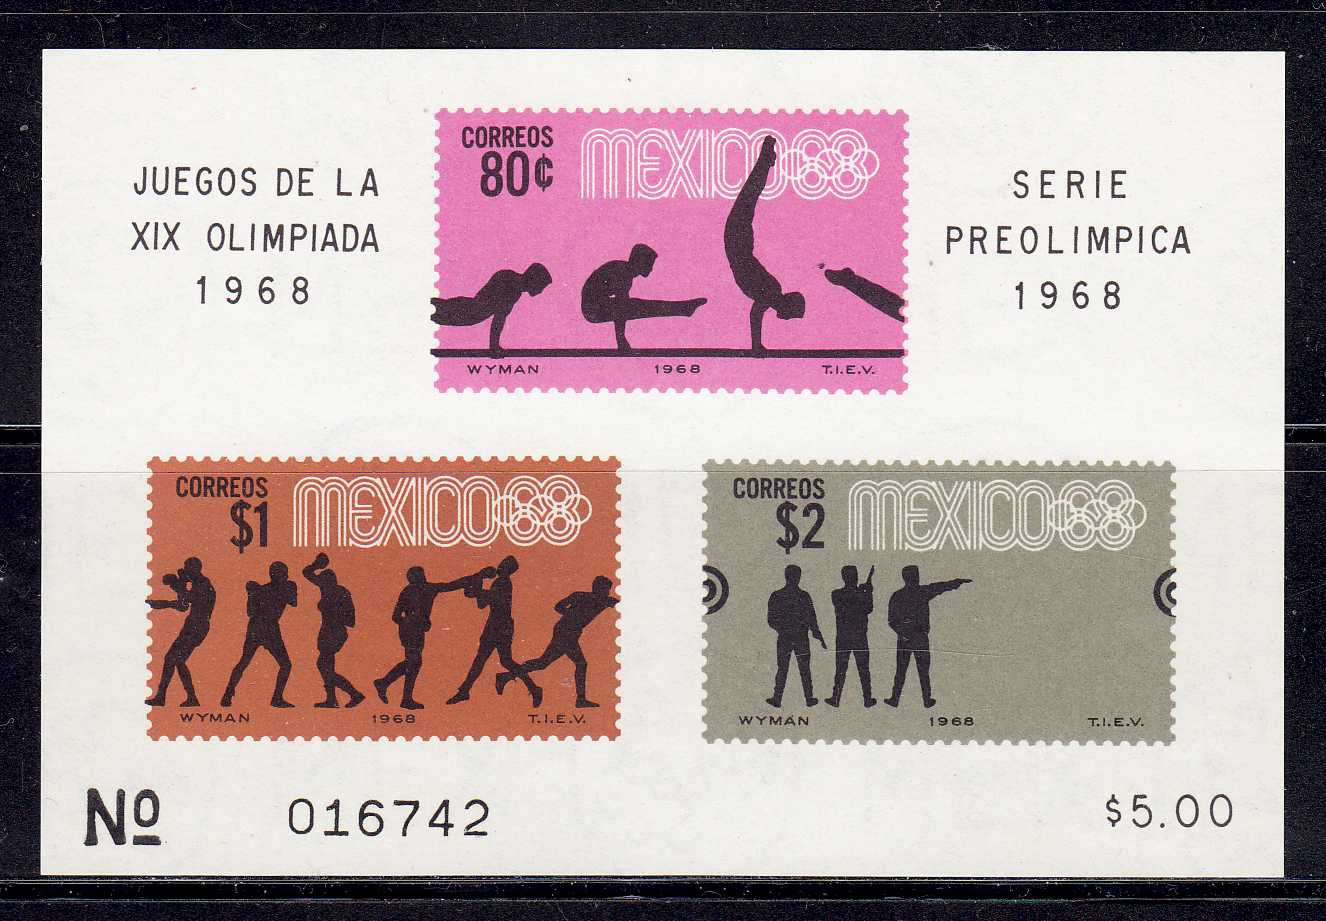 JUEGOS DE LA
XIX OLIMPIADA
1968
CORREOS
80¢
MEXICO68
WYMAN 1968 T.I.E.V.
SERIE
PREOLIMPICA
1968
CORREOS
$1
MEXICO68
WYMAN 1968 T.I.E.V.
CORREOS
$2
MEXICO68
WYMAN 1968 T.I.E.V.
Nº 016742
$5.00